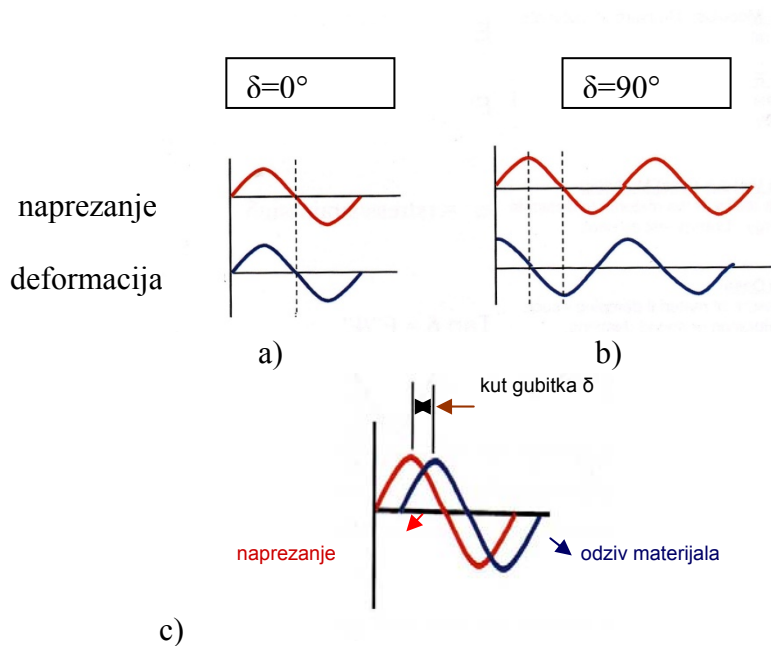 δ=0°
δ=90°
naprezanje
deformacija
a)
b)
kut gubitka δ
naprezanje
odziv materijala
c)